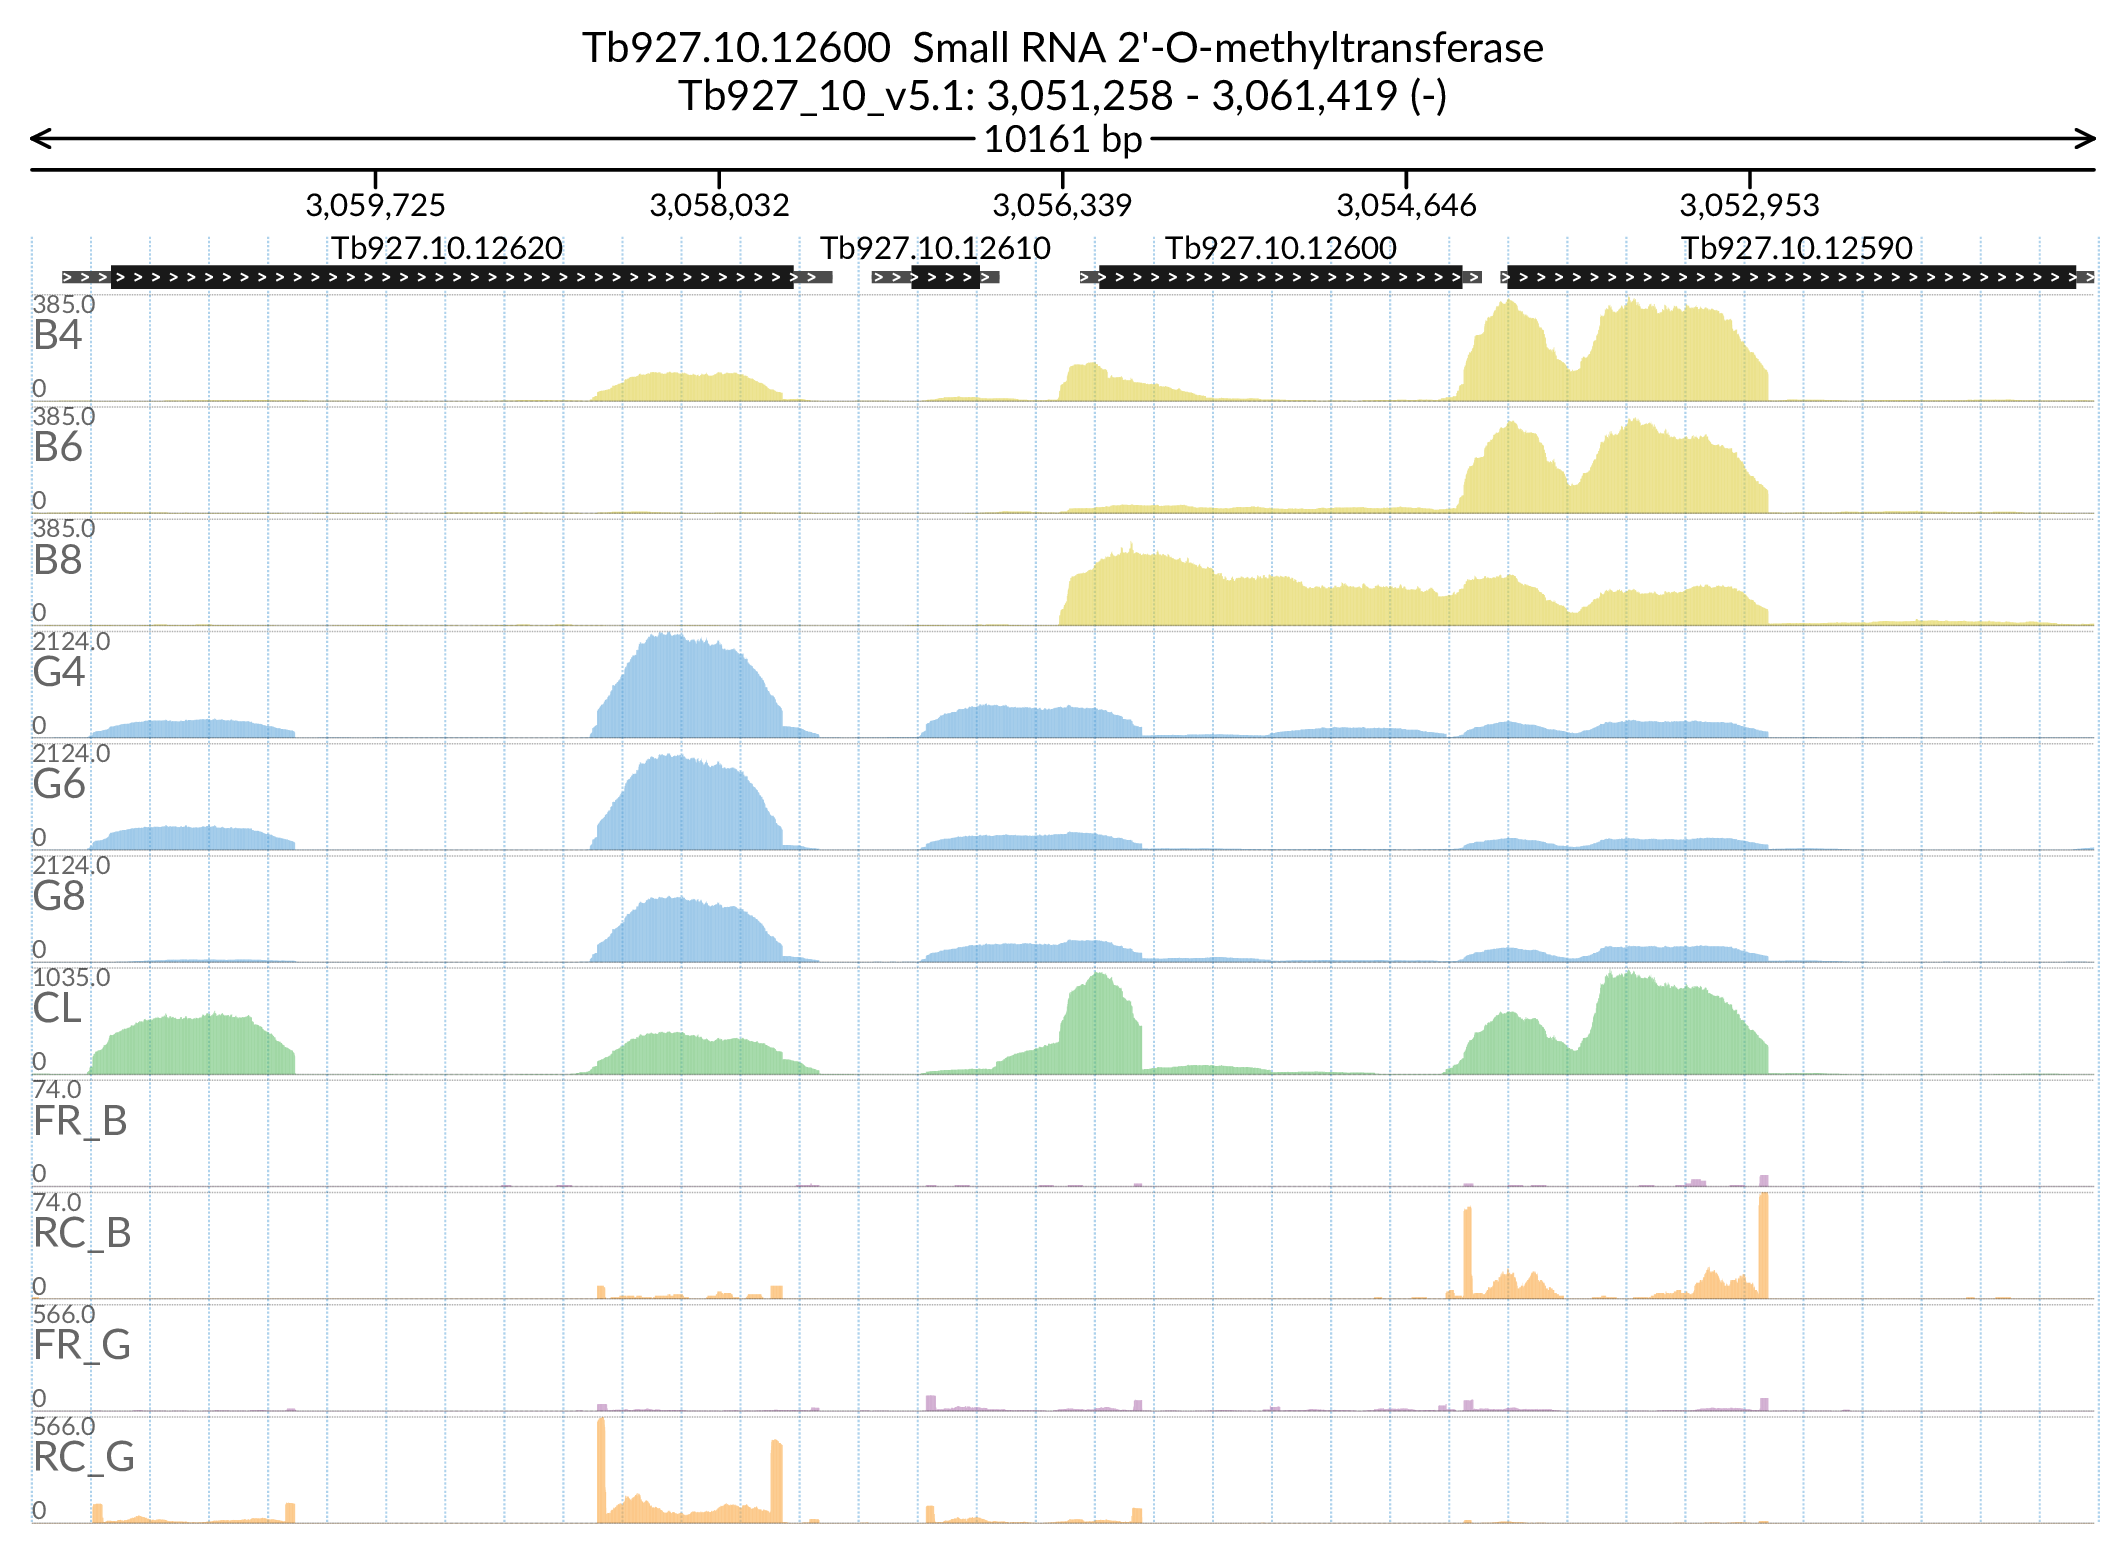 Tb927.10.12600  Small RNA 2'-O-methyltransferase
Tb927_10_v5.1: 3,051,258 - 3,061,419 (-)
10161 bp
3,059,725 3,058,032 3,056,339 3,054,646 3,052,953
Tb927.10.12620 Tb927.10.12610 Tb927.10.12600 Tb927.10.12590
385.0
B4
0
385.0
B6
0
385.0
B8
0
2124.0
G4
0
2124.0
G6
0
2124.0
G8
0
1035.0
CL
0
74.0
FR_B
0
74.0
RC_B
0
566.0
FR_G
0
566.0
RC_G
0